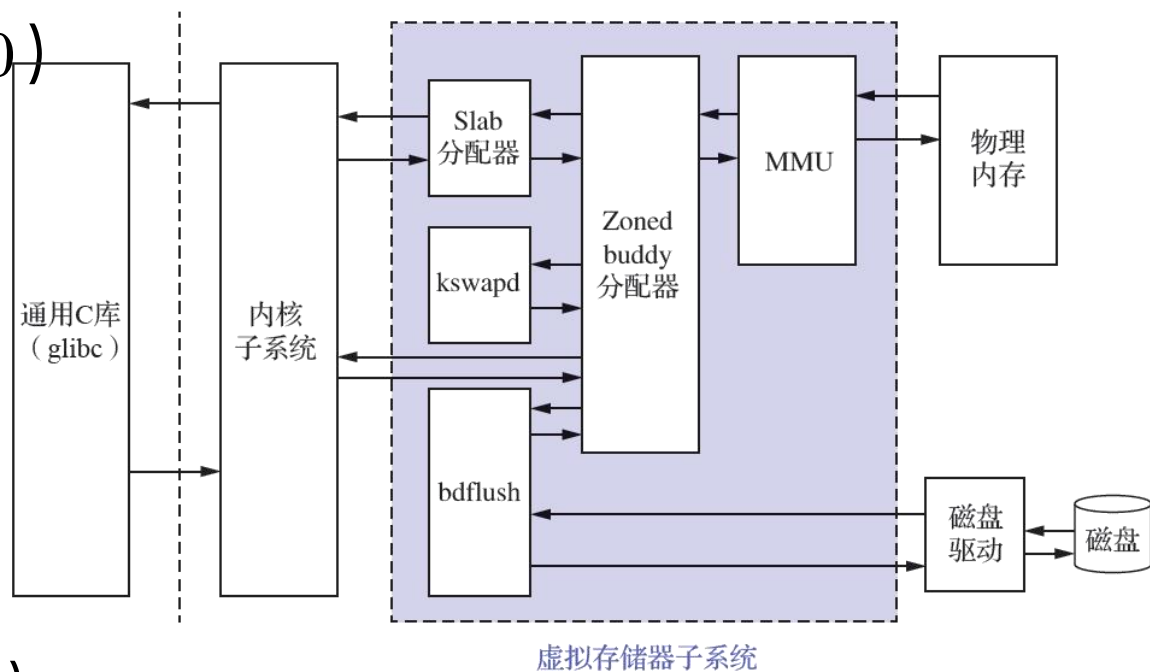 )
通用C库
（glibc）
内核
子系统
Slab
分配器
kswapd
bdflush
Zoned
buddy
分配器
MMU
物理
内存
磁盘
驱动
磁盘
虚拟存储器子系统
)